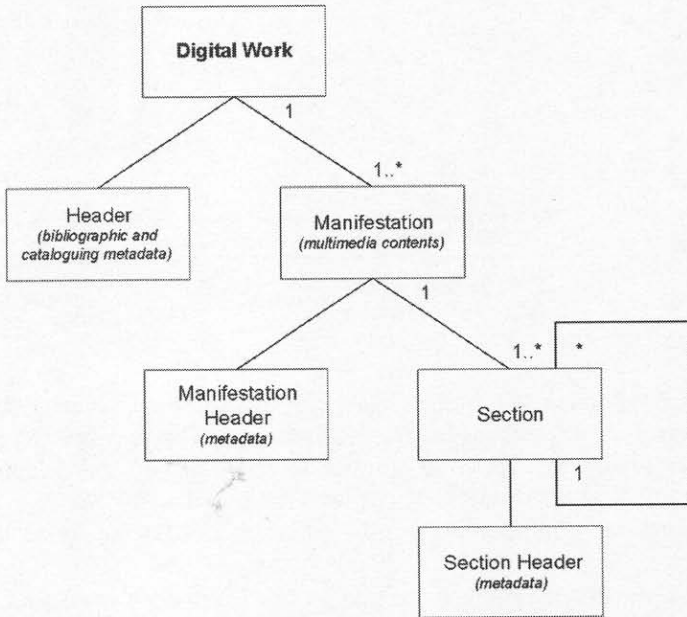 Digital Work
1
1..*
Header
(bibliographic and
cataloguing metadata)
Manifestation
(multimedia contents)
1
1..*
*
Manifestation
Header
(metadata)
Section
1
Section Header
(metadata)